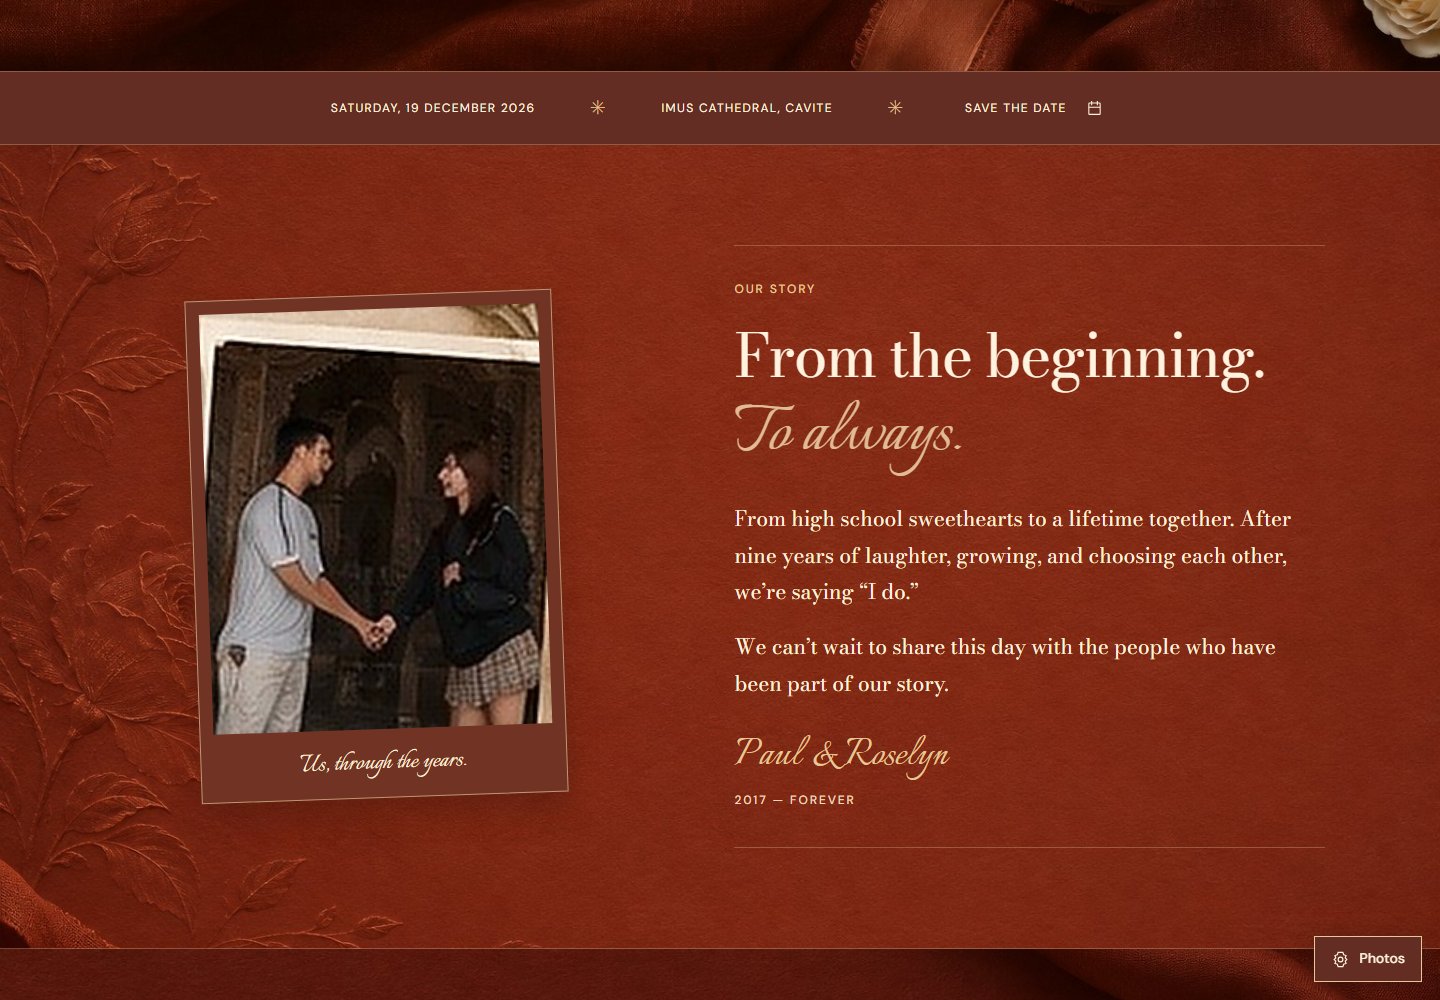 SATURDAY, 19 DECEMBER 2026
IMUS CATHEDRAL, CAVITE
SAVE THE DATE
OUR STORY
From the beginning.
To always.
From high school sweethearts to a lifetime together. After
nine years of laughter, growing, and choosing each other,
we’re saying “I do.”
We can’t wait to share this day with the people who have
been part of our story.
Paul & Roselyn
2017 — FOREVER
Us, through the years.
Photos